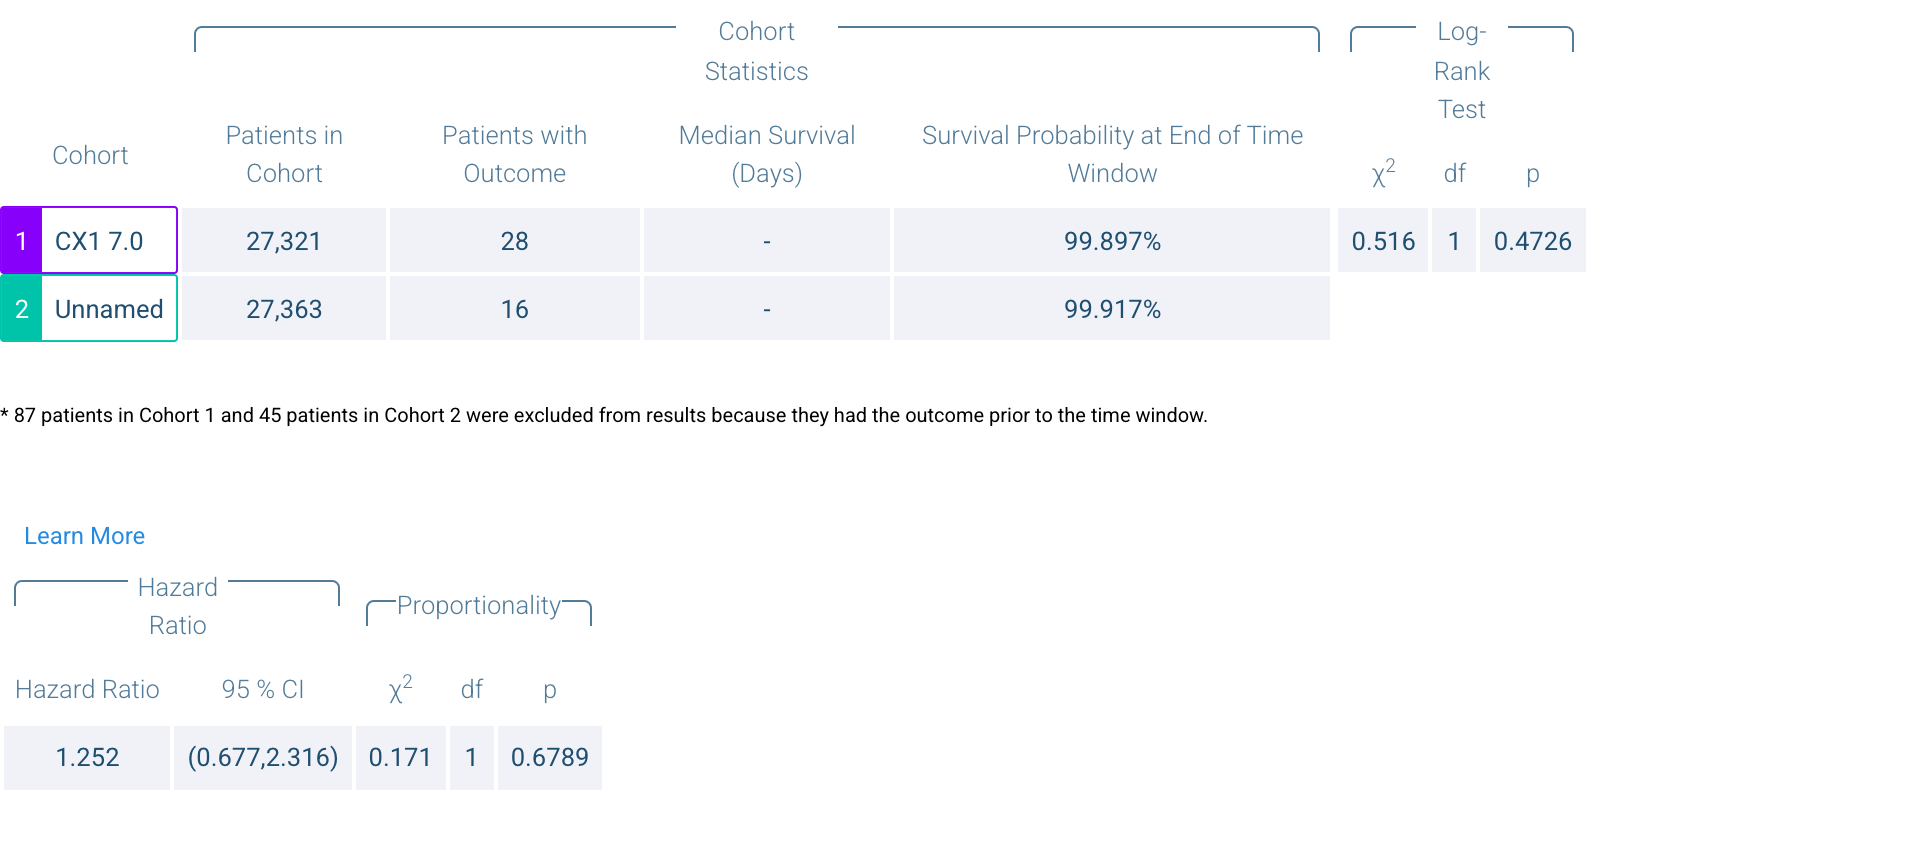 Cohort
Statistics
Log-
Rank
Test
Cohort
Patients in
Cohort
Patients with
Outcome
Median Survival
(Days)
Survival Probability at End of Time
Window
χ² df p
1 CX1 7.0 27,321 28 - 99.897% 0.516 1 0.4726
2 Unnamed 27,363 16 - 99.917%
* 87 patients in Cohort 1 and 45 patients in Cohort 2 were excluded from results because they had the outcome prior to the time window.
Learn More
Hazard
Ratio
Proportionality
Hazard Ratio 95 % CI χ² df p
1.252 (0.677,2.316) 0.171 1 0.6789